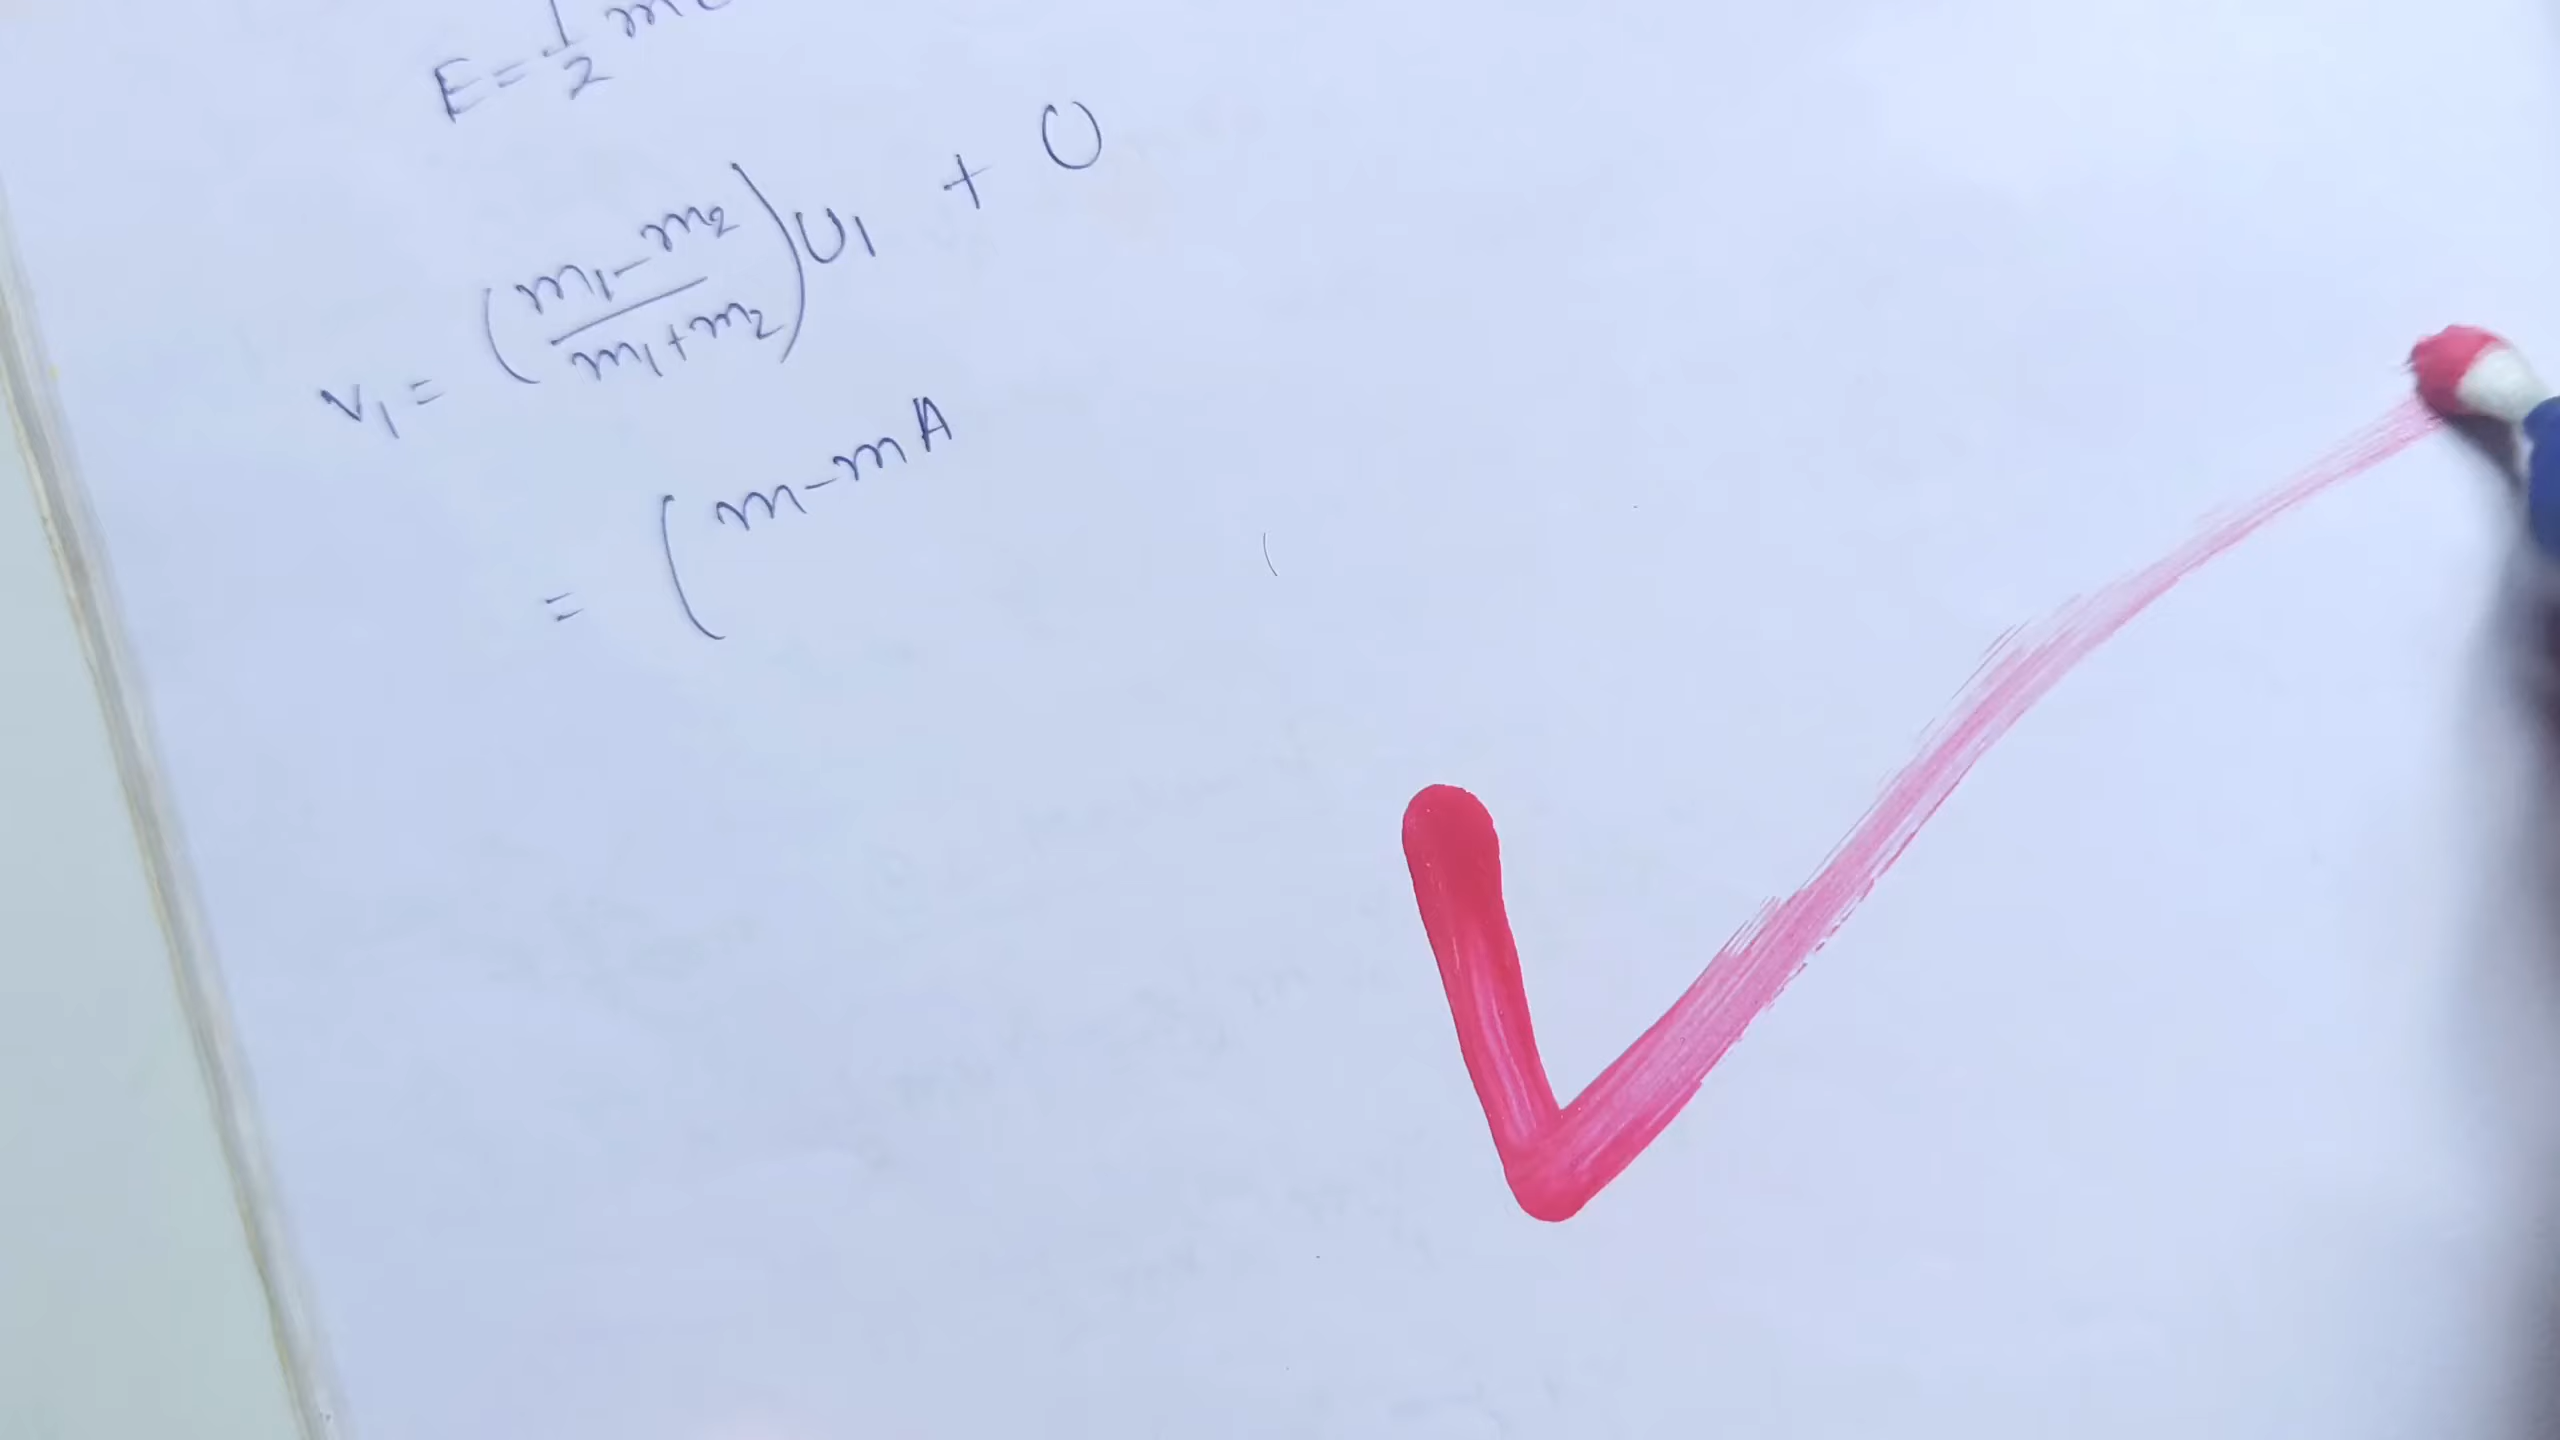 E = 1/2 m
v1 = (m1 - m2 / m1 + m2) U1 + 0
= (m - mA